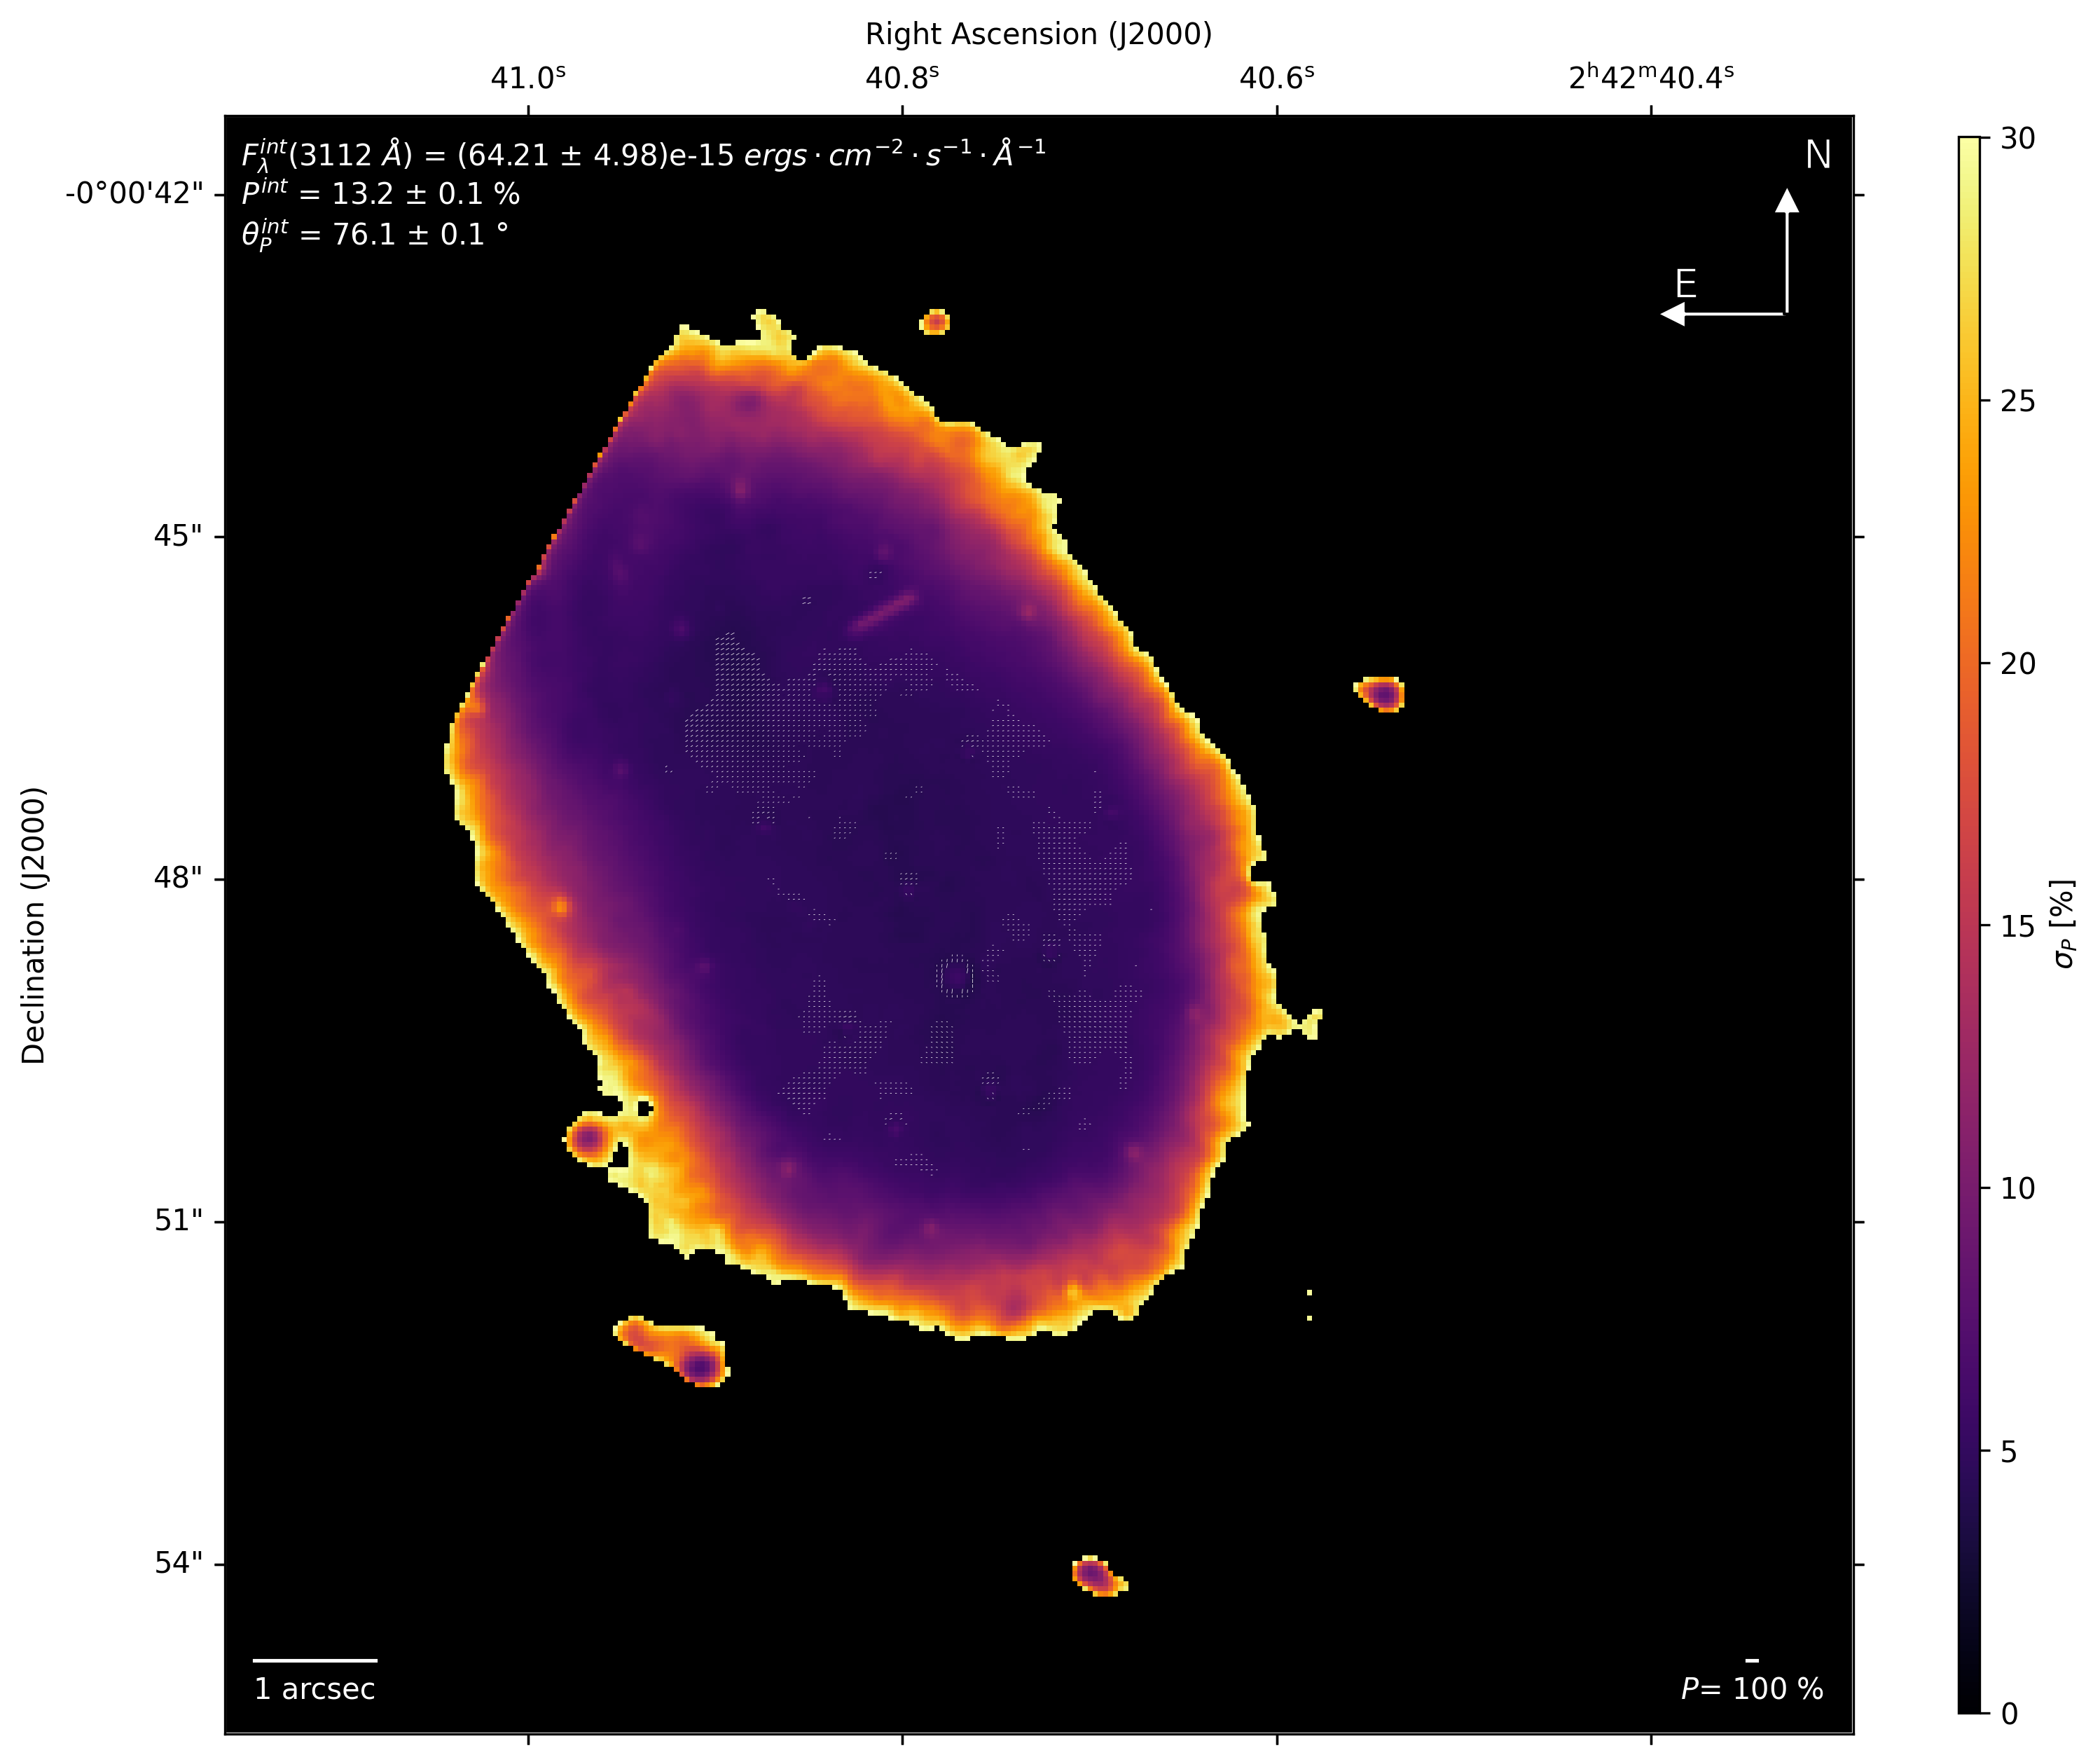 Right Ascension (J2000)
41.0ˢ 40.8ˢ 40.6ˢ 2ʰ42ᵐ40.4ˢ
F_λ^int(3112 Å) = (64.21 ± 4.98)e-15 ergs · cm⁻² · s⁻¹ · Å⁻¹
P^int = 13.2 ± 0.1 %
θ_P^int = 76.1 ± 0.1 °
N
E
-0°00'42"
45"
48"
51"
54"
Declination (J2000)
1 arcsec
P= 100 %
30
25
20
15
10
5
0
σ_P [%]